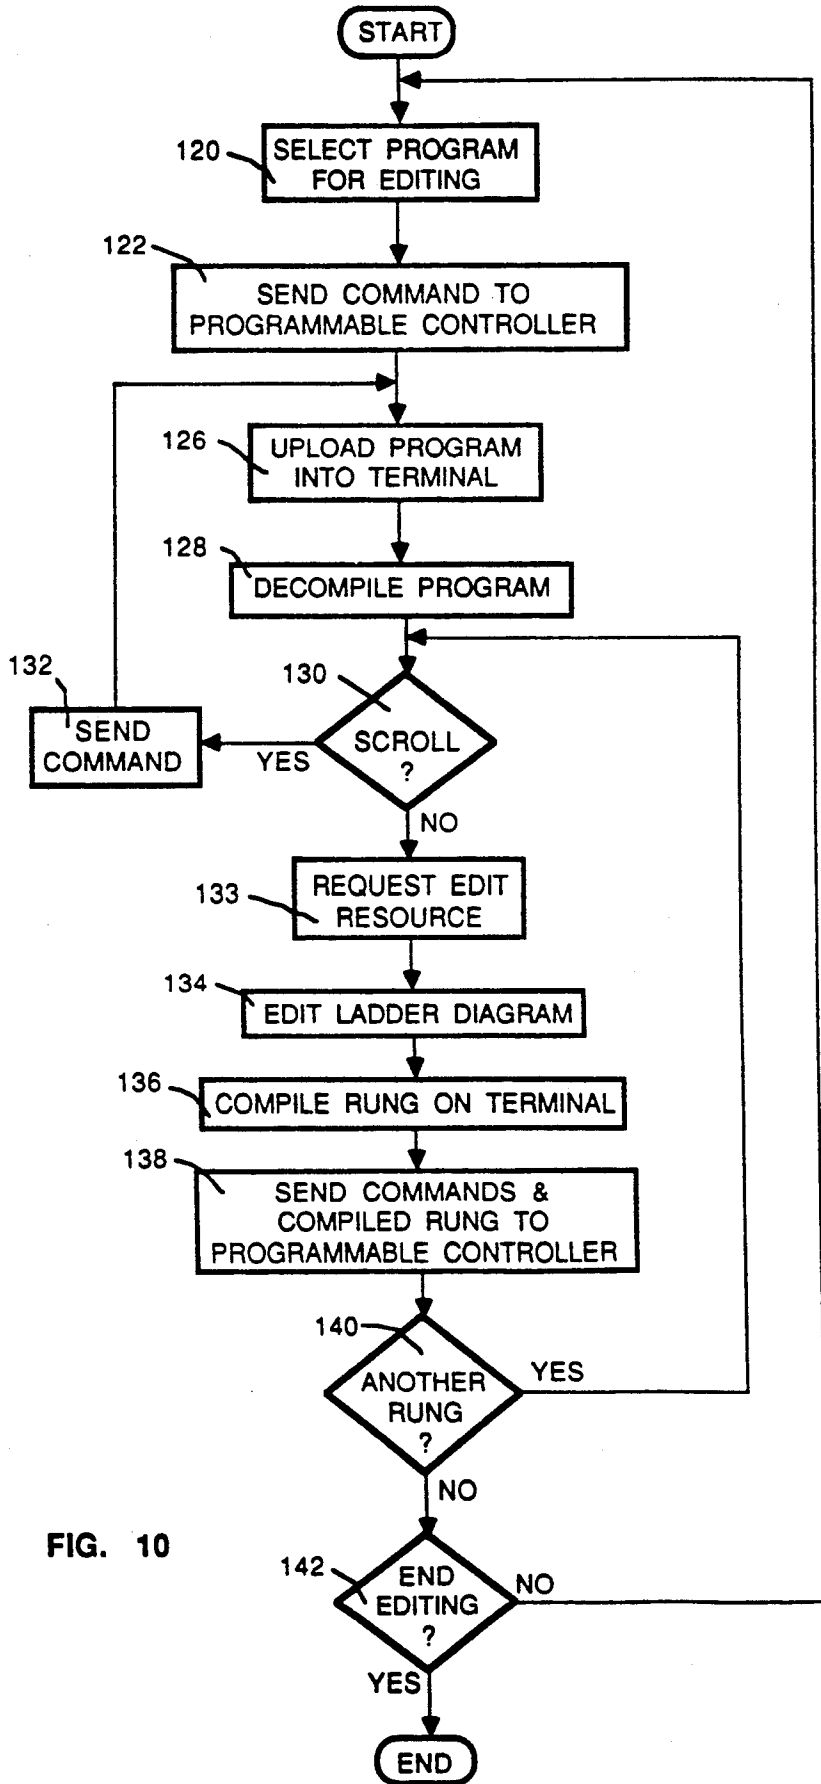 START
120
SELECT PROGRAM
FOR EDITING
122
SEND COMMAND TO
PROGRAMMABLE CONTROLLER
126
UPLOAD PROGRAM
INTO TERMINAL
128
DECOMPILE PROGRAM
132
SEND
COMMAND
130
SCROLL
?
YES
NO
133
REQUEST EDIT
RESOURCE
134
EDIT LADDER DIAGRAM
136
COMPILE RUNG ON TERMINAL
138
SEND COMMANDS &
COMPILED RUNG TO
PROGRAMMABLE CONTROLLER
140
ANOTHER
RUNG
?
YES
NO
FIG. 10
142
END
EDITING
?
NO
YES
END